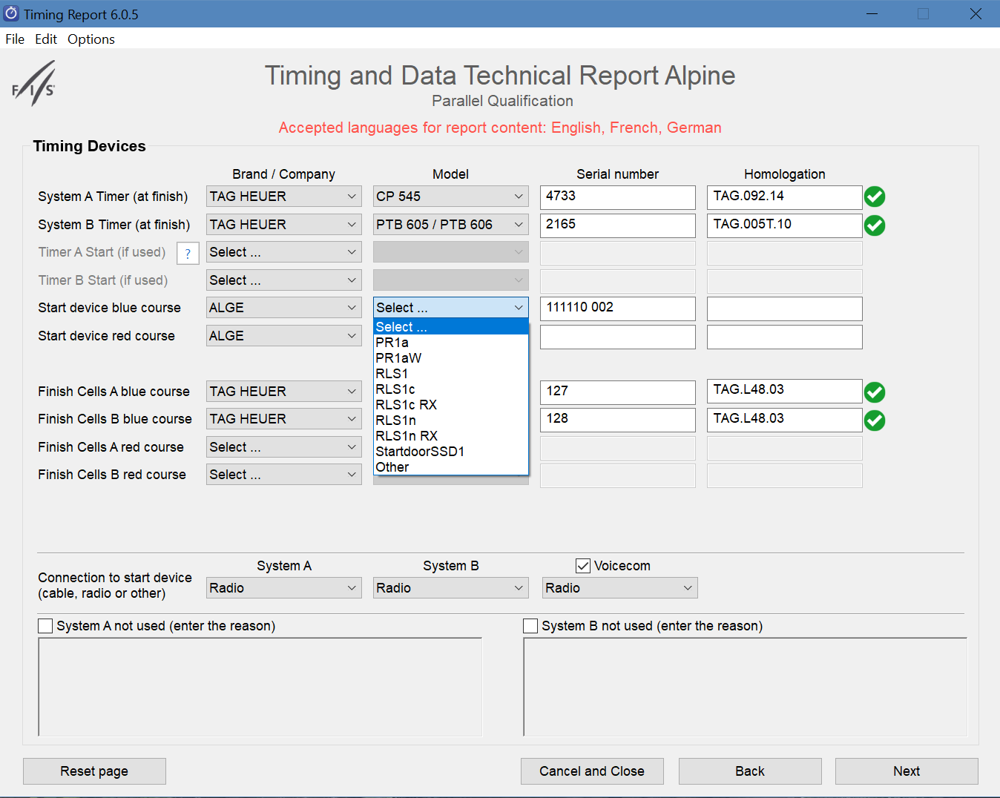 Timing Report 6.0.5
File Edit Options
FIS
Timing and Data Technical Report Alpine
Parallel Qualification
Accepted languages for report content: English, French, German
Timing Devices
Brand / Company Model Serial number Homologation
System A Timer (at finish) TAG HEUER CP 545 4733 TAG.092.14
System B Timer (at finish) TAG HEUER PTB 605 / PTB 606 2165 TAG.005T.10
Timer A Start (if used) ? Select ...
Timer B Start (if used) Select ...
Start device blue course ALGE Select ... 111110 002
Select ...
Start device red course ALGE
PR1a
PR1aW
RLS1
RLS1c
RLS1c RX
RLS1n
RLS1n RX
StartdoorSSD1
Other
Finish Cells A blue course TAG HEUER 127 TAG.L48.03
Finish Cells B blue course TAG HEUER 128 TAG.L48.03
Finish Cells A red course Select ...
Finish Cells B red course Select ...
System A System B Voicecom
Connection to start device
(cable, radio or other) Radio Radio Radio
System A not used (enter the reason) System B not used (enter the reason)
Reset page Cancel and Close Back Next